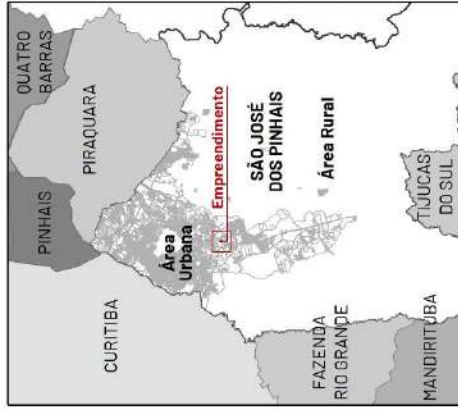 QUATRO
BARRAS
PINHAIS
PIRAQUARA
CURITIBA
Área
Urbana
Empreendimento
SÃO JOSÉ
DOS PINHAIS
Área Rural
FAZENDA
RIO GRANDE
TIJUCAS
DO SUL
MANDIRITUBA